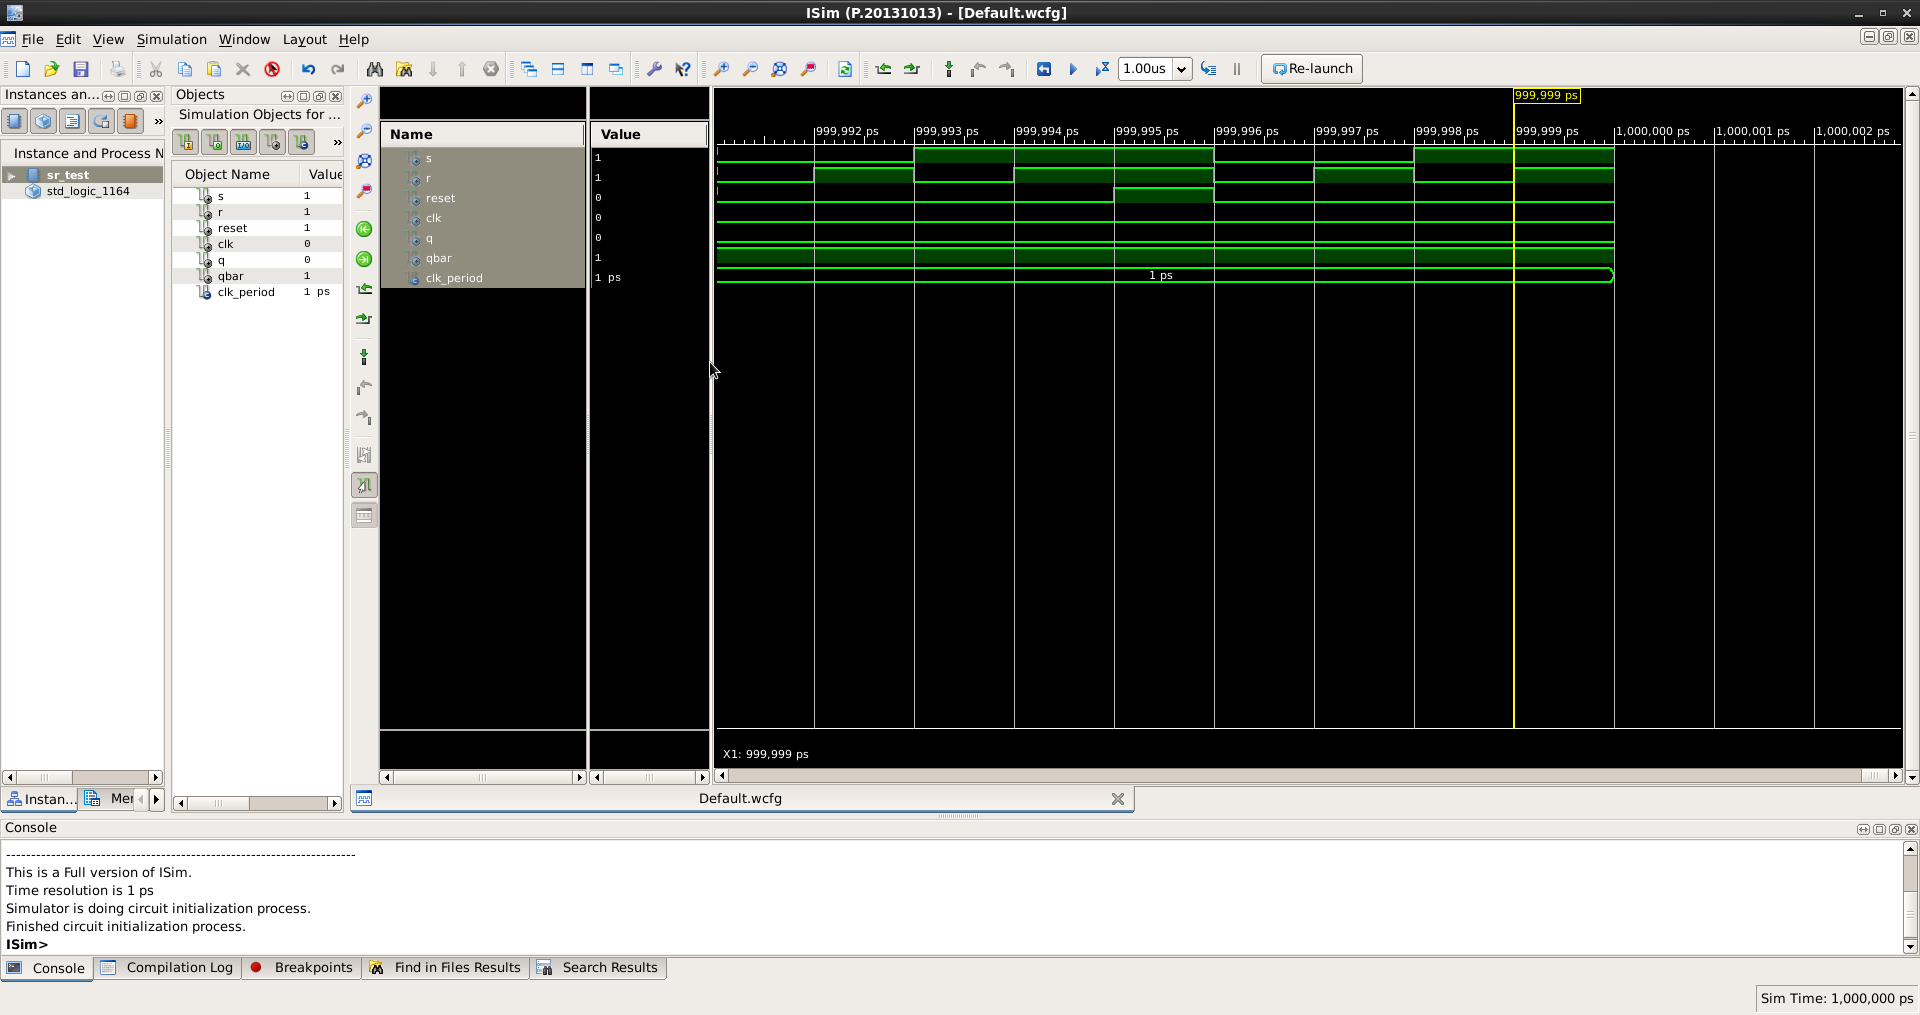 ISim (P.20131013) - [Default.wcfg]
File Edit View Simulation Window Layout Help
1.00us Re-launch
Instances an...
Instance and Process N
sr_test
std_logic_1164
Instan... Mer
Objects
Simulation Objects for ...
Object Name Value
s 1
r 1
reset 1
clk 0
q 0
qbar 1
clk_period 1 ps
Name Value
s 1
r 1
reset 0
clk 0
q 0
qbar 1
clk_period 1 ps
999,999 ps
999,992 ps 999,993 ps 999,994 ps 999,995 ps 999,996 ps 999,997 ps 999,998 ps 999,999 ps 1,000,000 ps 1,000,001 ps 1,000,002 ps
1 ps
X1: 999,999 ps
Default.wcfg
Console
----------------------------------------------------------------------
This is a Full version of ISim.
Time resolution is 1 ps
Simulator is doing circuit initialization process.
Finished circuit initialization process.
ISim>
Console Compilation Log Breakpoints Find in Files Results Search Results
Sim Time: 1,000,000 ps